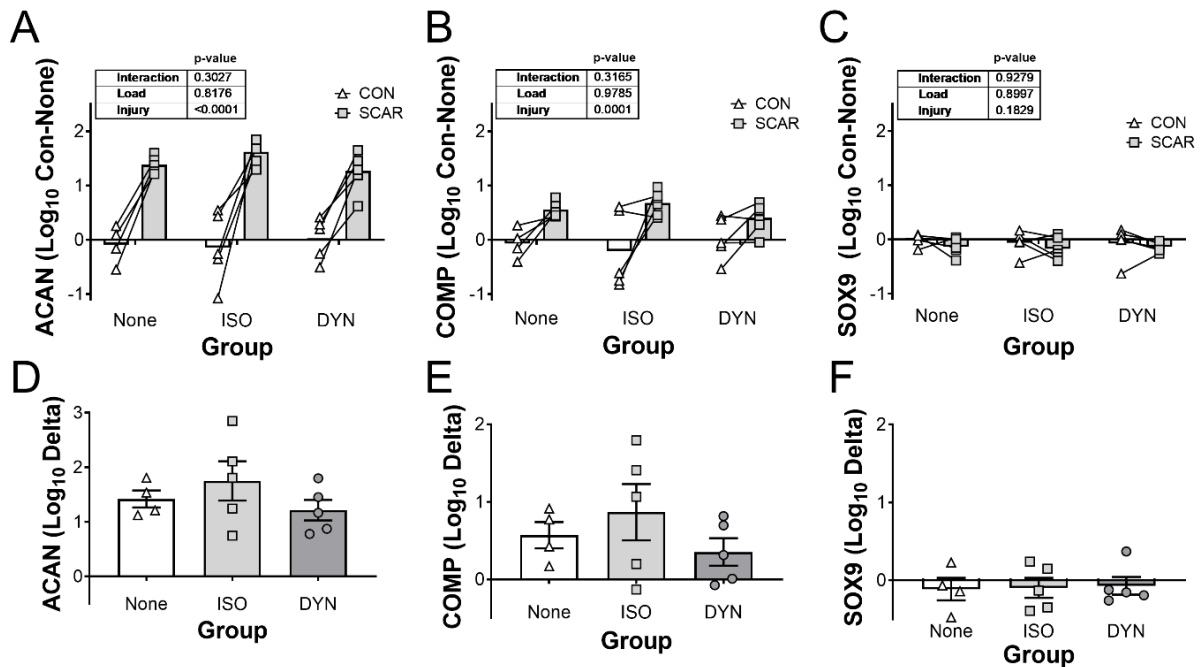 A
p-value
Interaction 0.3027
Load 0.8176
Injury <0.0001
CON
SCAR
2
1
0
-1
ACAN (Log10 Con-None)
None ISO DYN
Group
B
p-value
Interaction 0.3165
Load 0.9785
Injury 0.0001
CON
SCAR
2
1
0
-1
COMP (Log10 Con-None)
None ISO DYN
Group
C
p-value
Interaction 0.9279
Load 0.8997
Injury 0.1829
CON
SCAR
2
1
0
-1
SOX9 (Log10 Con-None)
None ISO DYN
Group
D
3
2
1
0
ACAN (Log10 Delta)
None ISO DYN
Group
E
2
1
0
COMP (Log10 Delta)
None ISO DYN
Group
F
2
1
0
-1
SOX9 (Log10 Delta)
None ISO DYN
Group